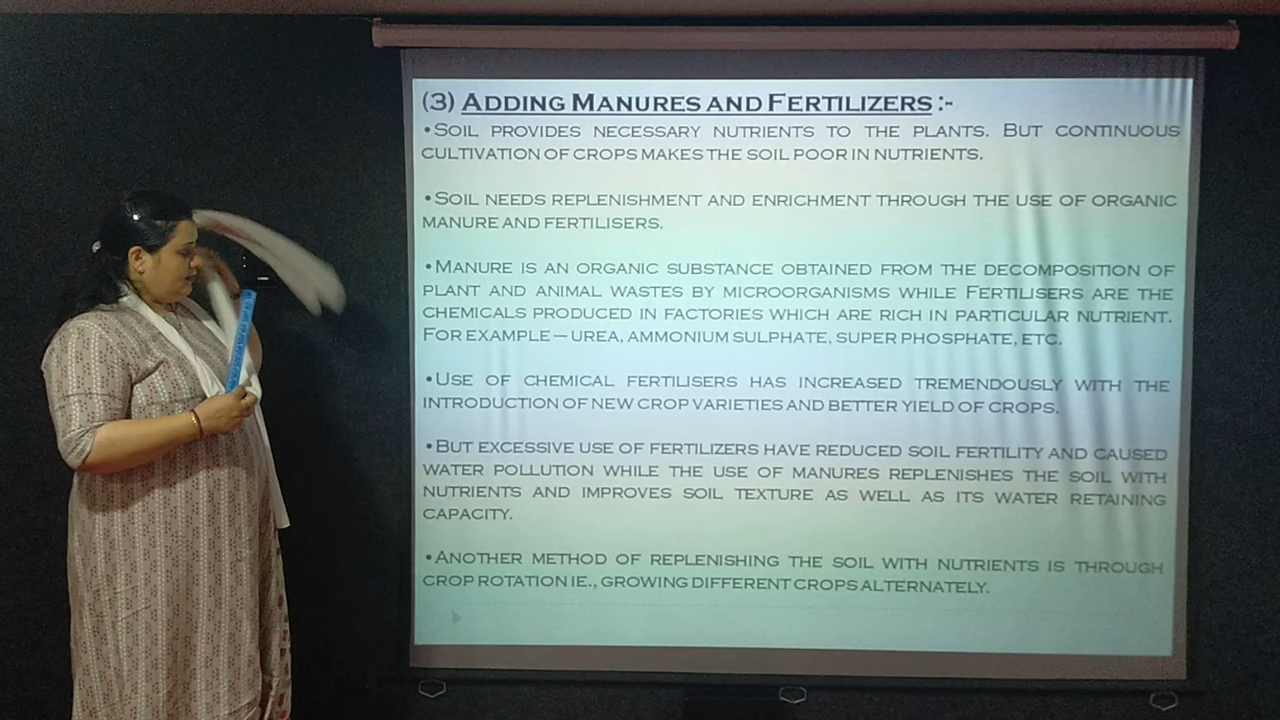 (3) ADDING MANURES AND FERTILIZERS :-
•SOIL PROVIDES NECESSARY NUTRIENTS TO THE PLANTS. BUT CONTINUOUS
CULTIVATION OF CROPS MAKES THE SOIL POOR IN NUTRIENTS.
•SOIL NEEDS REPLENISHMENT AND ENRICHMENT THROUGH THE USE OF ORGANIC
MANURE AND FERTILISERS.
•MANURE IS AN ORGANIC SUBSTANCE OBTAINED FROM THE DECOMPOSITION OF
PLANT AND ANIMAL WASTES BY MICROORGANISMS WHILE FERTILISERS ARE THE
CHEMICALS PRODUCED IN FACTORIES WHICH ARE RICH IN PARTICULAR NUTRIENT.
FOR EXAMPLE – UREA, AMMONIUM SULPHATE, SUPER PHOSPHATE, ETC.
•USE OF CHEMICAL FERTILISERS HAS INCREASED TREMENDOUSLY WITH THE
INTRODUCTION OF NEW CROP VARIETIES AND BETTER YIELD OF CROPS.
•BUT EXCESSIVE USE OF FERTILIZERS HAVE REDUCED SOIL FERTILITY AND CAUSED
WATER POLLUTION WHILE THE USE OF MANURES REPLENISHES THE SOIL WITH
NUTRIENTS AND IMPROVES SOIL TEXTURE AS WELL AS ITS WATER RETAINING
CAPACITY.
•ANOTHER METHOD OF REPLENISHING THE SOIL WITH NUTRIENTS IS THROUGH
CROP ROTATION IE., GROWING DIFFERENT CROPS ALTERNATELY.